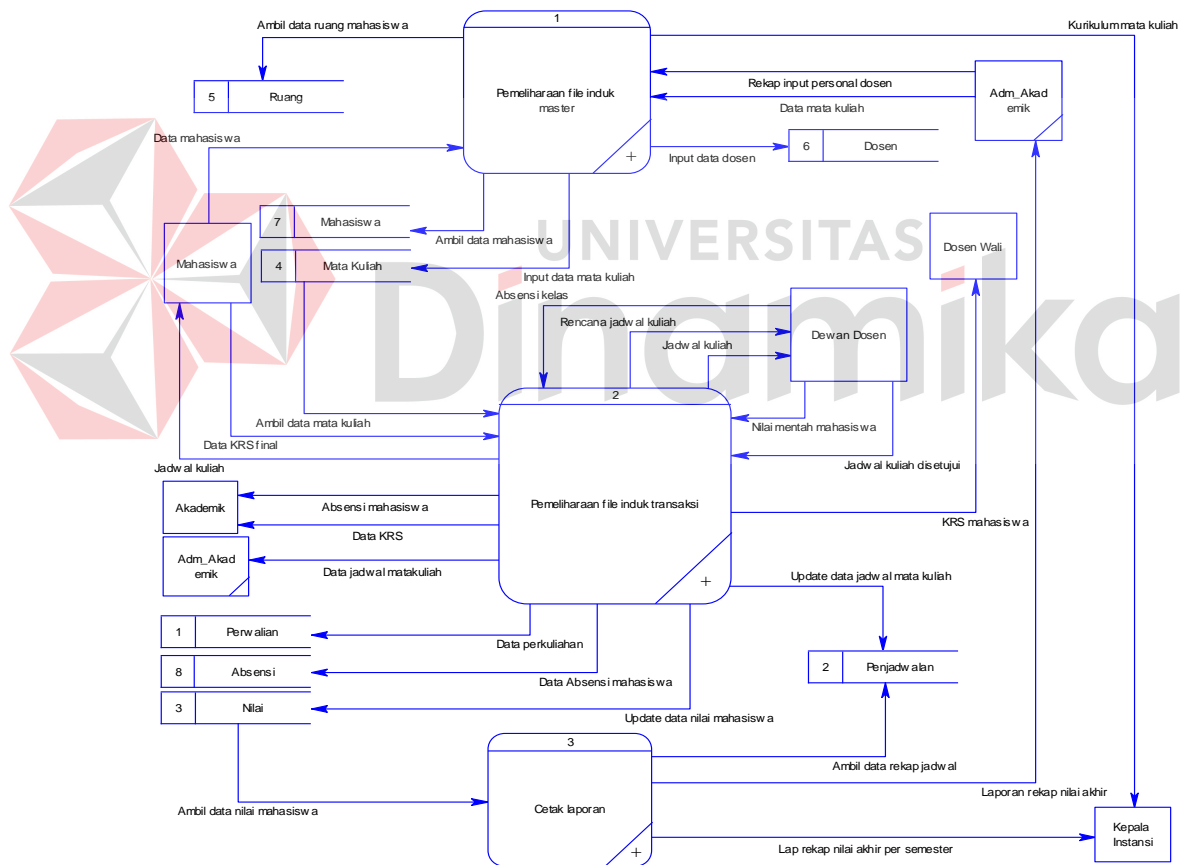 1
Ambil data ruang mahasiswa
Kurikulum mata kuliah
Pemeliharaan file induk
master
Rekap input personal dosen
Adm_Akad
emik
5
Ruang
Data mata kuliah
Data mahasiswa
6
Dosen
+
Input data dosen
7
Mahasiswa
UNIVERSITAS
Dinamika
Ambil data mahasiswa
Dosen Wali
Mahasiswa
4
Mata Kuliah
Input data mata kuliah
Absensi kelas
Rencana jadwal kuliah
Jadwal kuliah
Dewan Dosen
2
Ambil data mata kuliah
Nilai mentah mahasiswa
Data KRS final
Jadwal kuliah
Jadwal kuliah disetujui
Akademik
Absensi mahasiswa
Pemeliharaan file induk transaksi
KRS mahasiswa
Data KRS
Adm_Akad
emik
Data jadwal matakuliah
+
Update data jadwal mata kuliah
1
Perwalian
Data perkuliahan
8
Absensi
Data Absensi mahasiswa
2
Penjadwalan
3
Nilai
Update data nilai mahasiswa
3
Ambil data rekap jadwal
Laporan rekap nilai akhir
Ambil data nilai mahasiswa
Cetak laporan
Kepala
Instansi
+
Lap rekap nilai akhir per semester